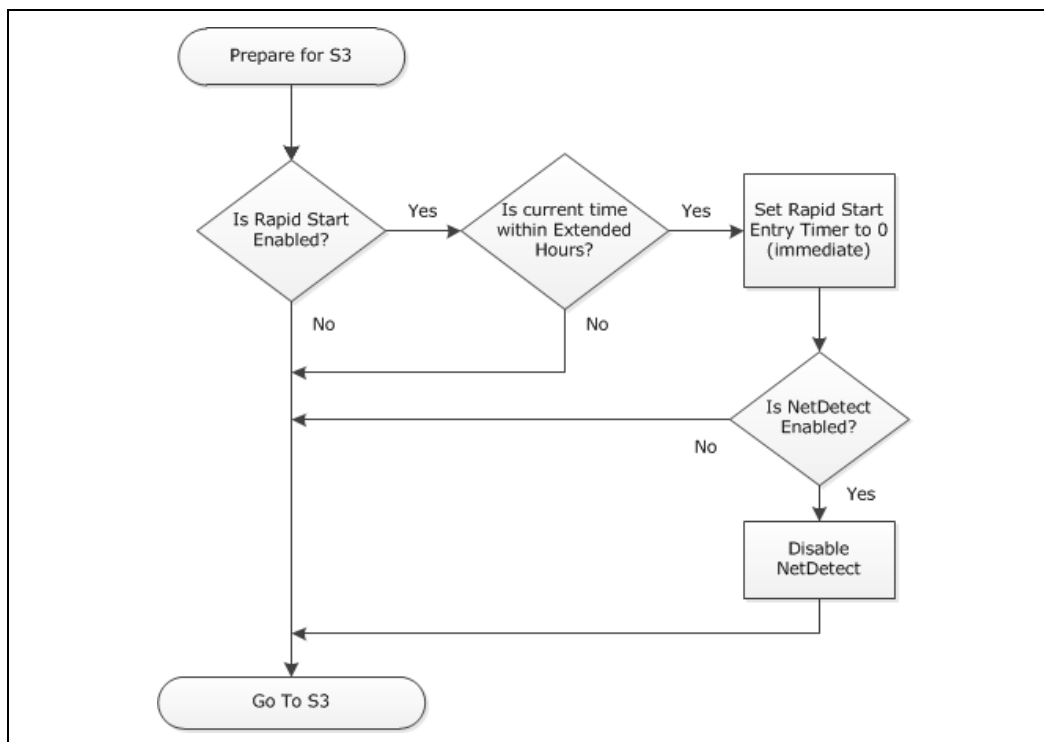 Prepare for S3
Is Rapid Start
Enabled?
Yes
Is current time
within Extended
Hours?
Yes
Set Rapid Start
Entry Timer to 0
(immediate)
No
No
Is NetDetect
Enabled?
No
Yes
Disable
NetDetect
Go To S3